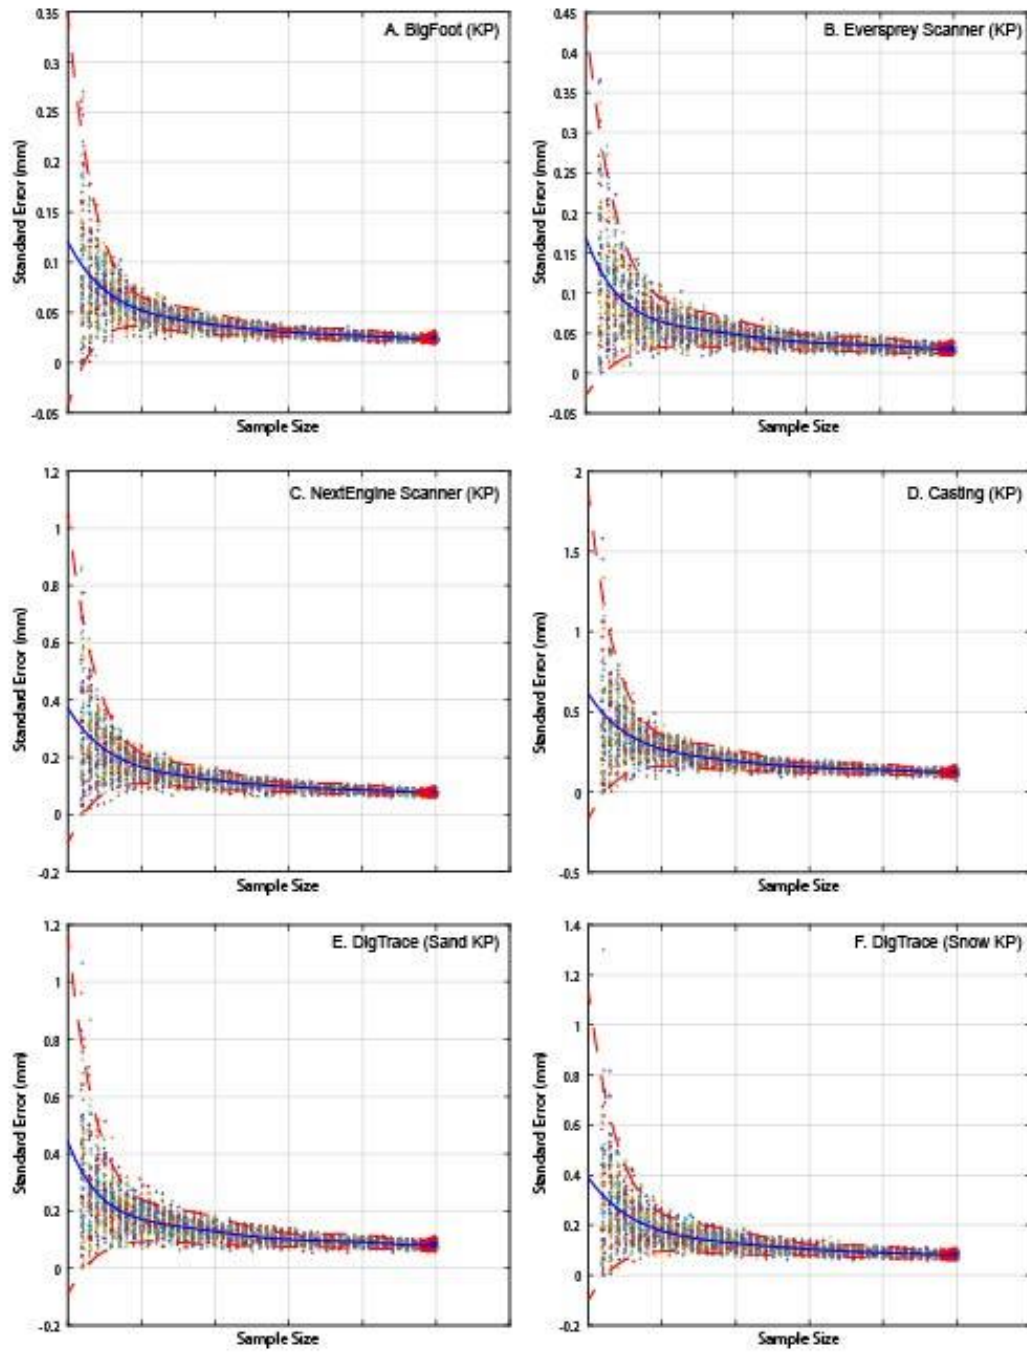 A. BigFoot (KP)
0.35
0.3
0.25
0.2
0.15
0.1
0.05
0
-0.05
Standard Error (mm)
Sample Size
B. Eversprey Scanner (KP)
0.45
0.4
0.35
0.3
0.25
0.2
0.15
0.1
0.05
0
-0.05
Standard Error (mm)
Sample Size
C. NextEngine Scanner (KP)
1.2
1
0.8
0.6
0.4
0.2
0
-0.2
Standard Error (mm)
Sample Size
D. Casting (KP)
2
1.5
1
0.5
0
-0.5
Standard Error (mm)
Sample Size
E. DigTrace (Sand KP)
1.2
1
0.8
0.6
0.4
0.2
0
-0.2
Standard Error (mm)
Sample Size
F. DigTrace (Snow KP)
1.4
1.2
1
0.8
0.6
0.4
0.2
0
-0.2
Standard Error (mm)
Sample Size